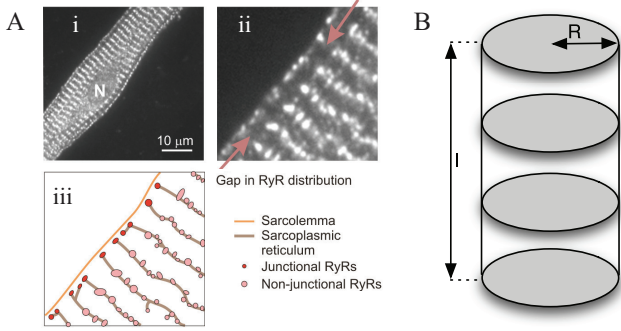 A
i
N
10 μm
ii
Gap in RyR distribution
iii
Sarcolemma
Sarcoplasmic
reticulum
Junctional RyRs
Non-junctional RyRs
B
R
l